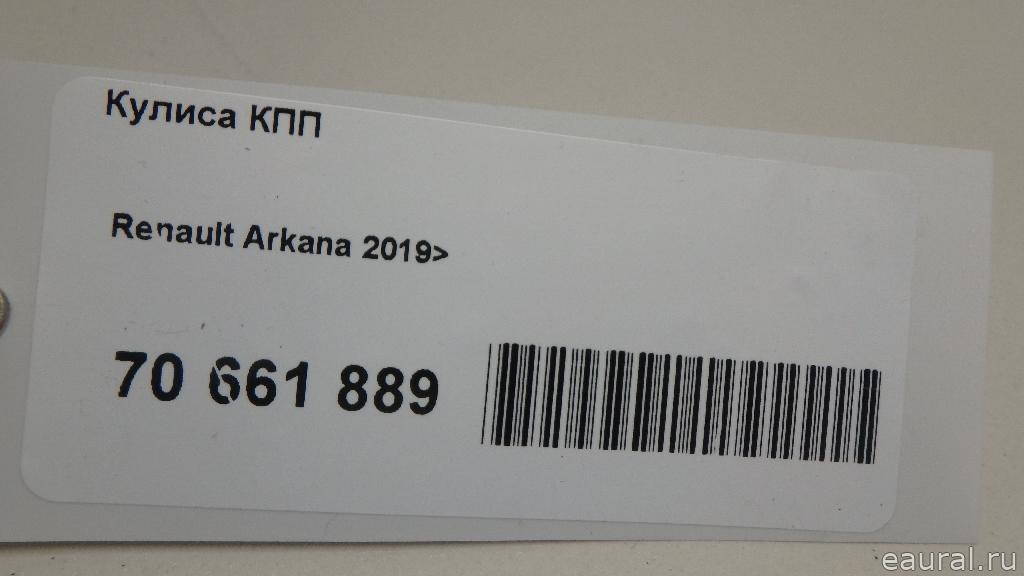 Кулиса КПП
Renault Arkana 2019>
70 661 889
eaural.ru